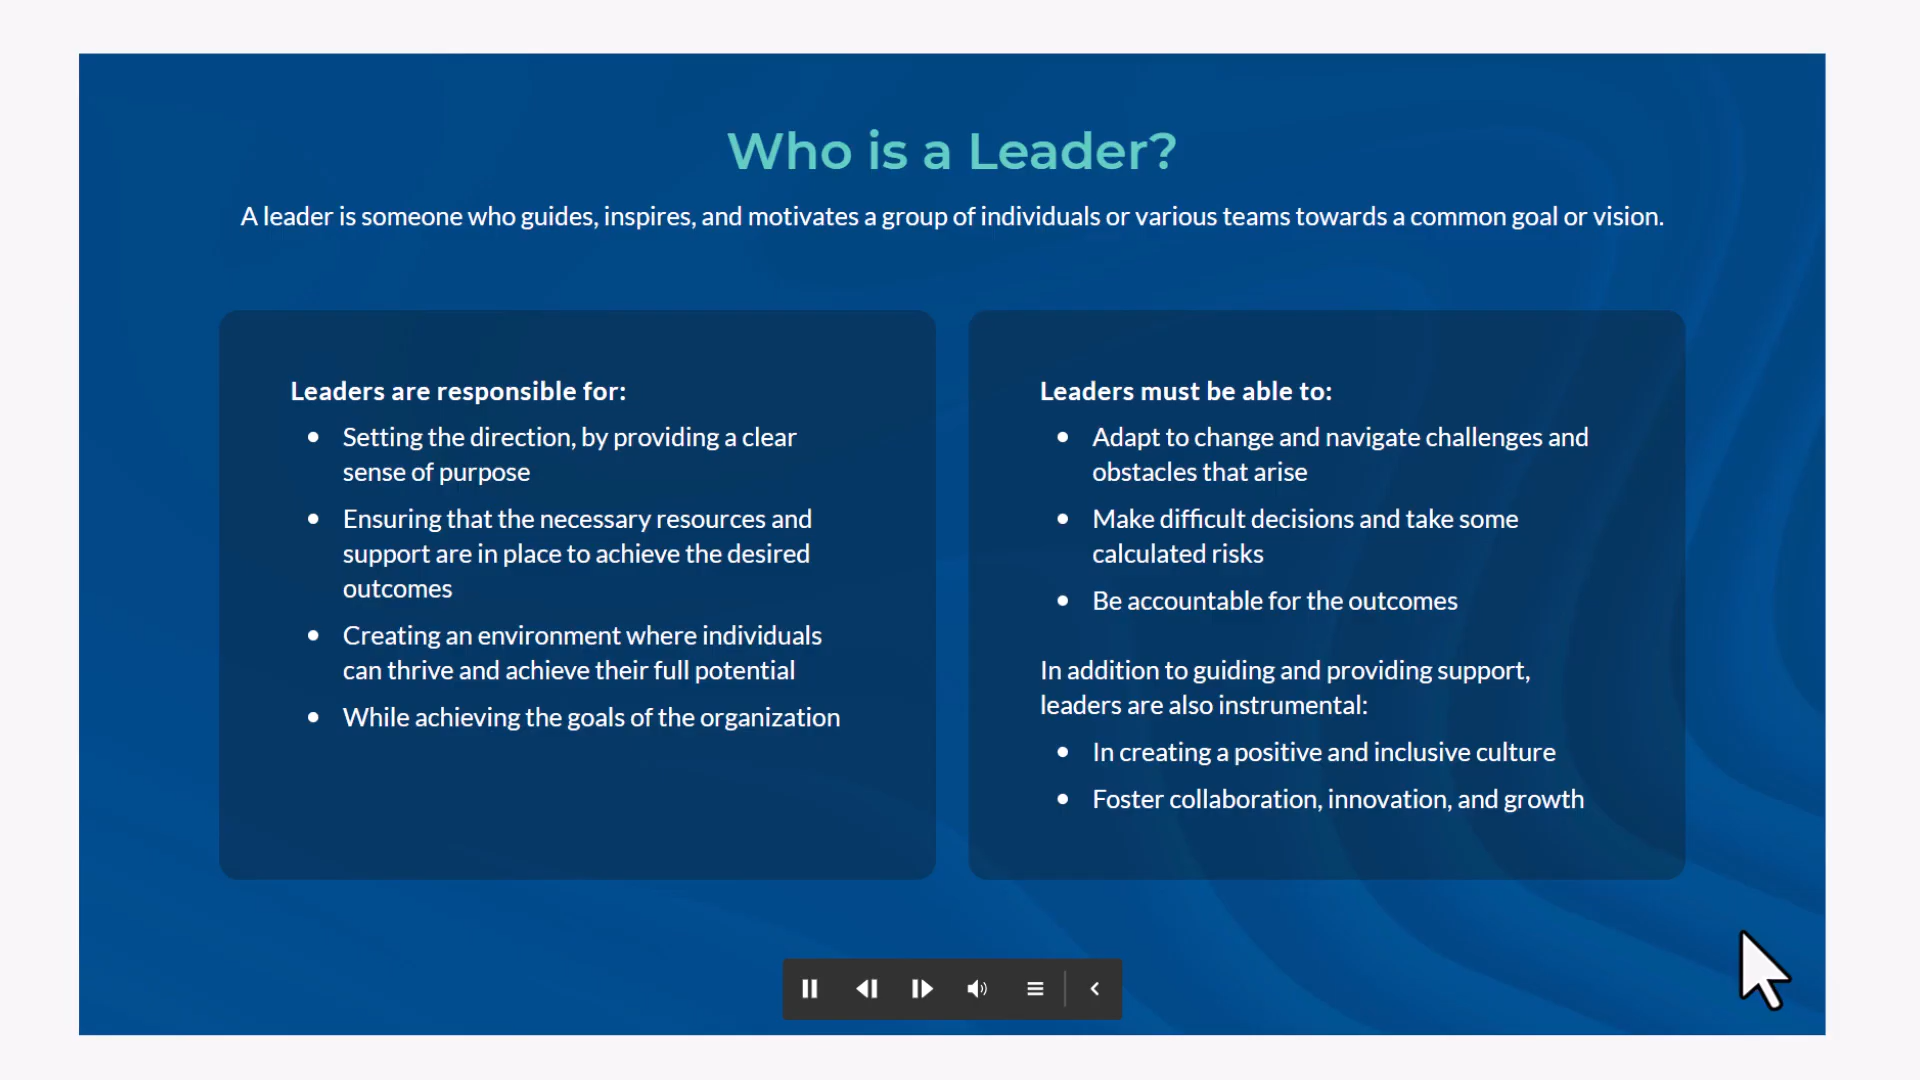 Who is a Leader?
A leader is someone who guides, inspires, and motivates a group of individuals or various teams towards a common goal or vision.
Leaders are responsible for:
• Setting the direction, by providing a clear
sense of purpose
• Ensuring that the necessary resources and
support are in place to achieve the desired
outcomes
• Creating an environment where individuals
can thrive and achieve their full potential
• While achieving the goals of the organization
Leaders must be able to:
• Adapt to change and navigate challenges and
obstacles that arise
• Make difficult decisions and take some
calculated risks
• Be accountable for the outcomes
In addition to guiding and providing support,
leaders are also instrumental:
• In creating a positive and inclusive culture
• Foster collaboration, innovation, and growth